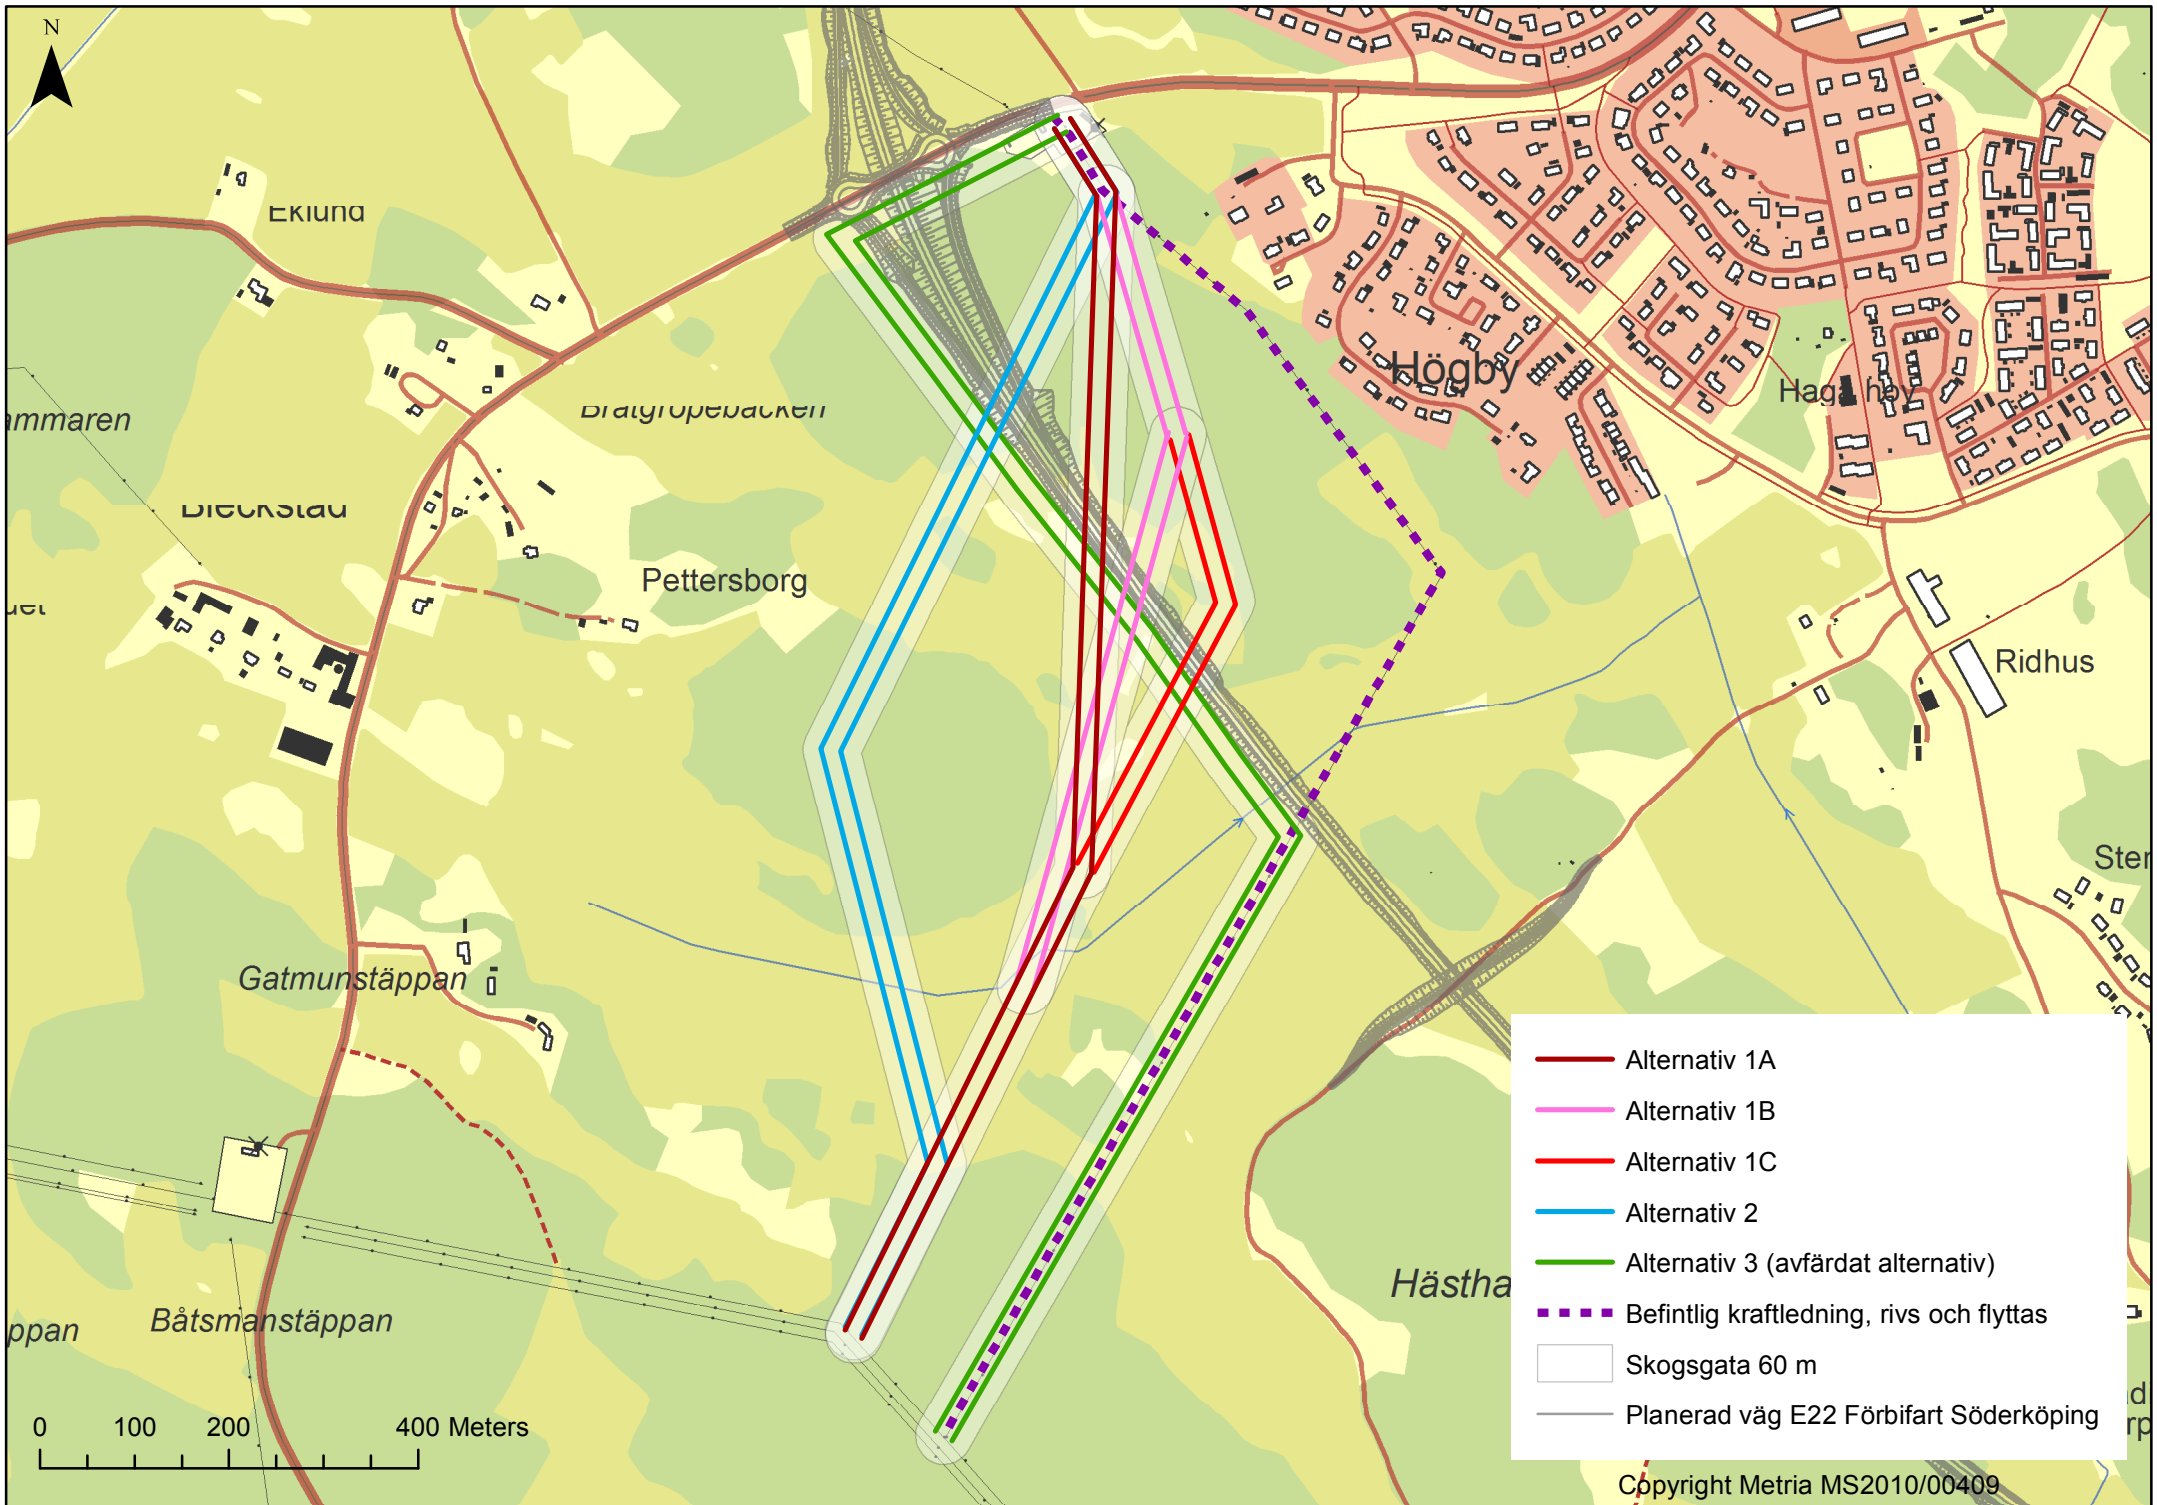 N
Eklund
Högby
Haga
ammaren
Bleckstad
Pettersborg
Ridhus
Ster
Gatmunstäppan
Båtsmanstäppan
ppan
Hästha
0 100 200 400 Meters
Alternativ 1A
Alternativ 1B
Alternativ 1C
Alternativ 2
Alternativ 3 (avfärdat alternativ)
Befintlig kraftledning, rivs och flyttas
Skogsgata 60 m
Planerad väg E22 Förbifart Söderköping
Copyright Metria MS2010/00409